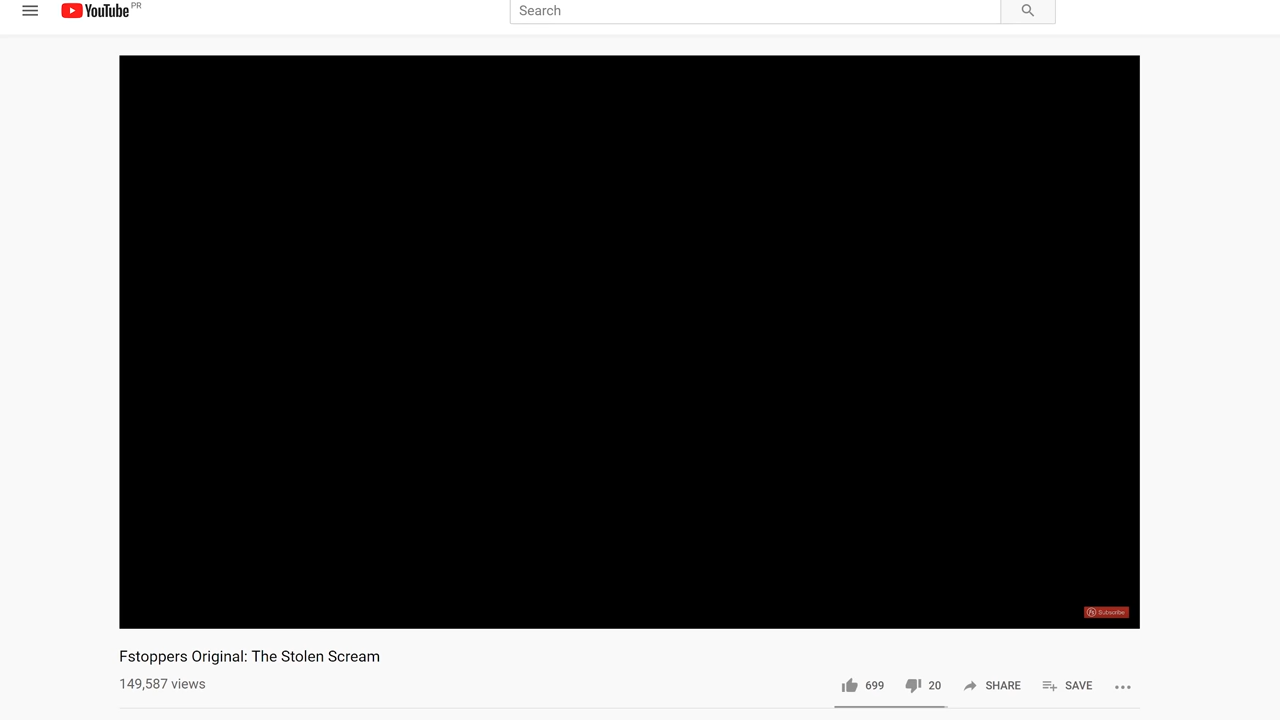 YouTube PR
Search
Subscribe
Fstoppers Original: The Stolen Scream
149,587 views
699
20
SHARE
SAVE